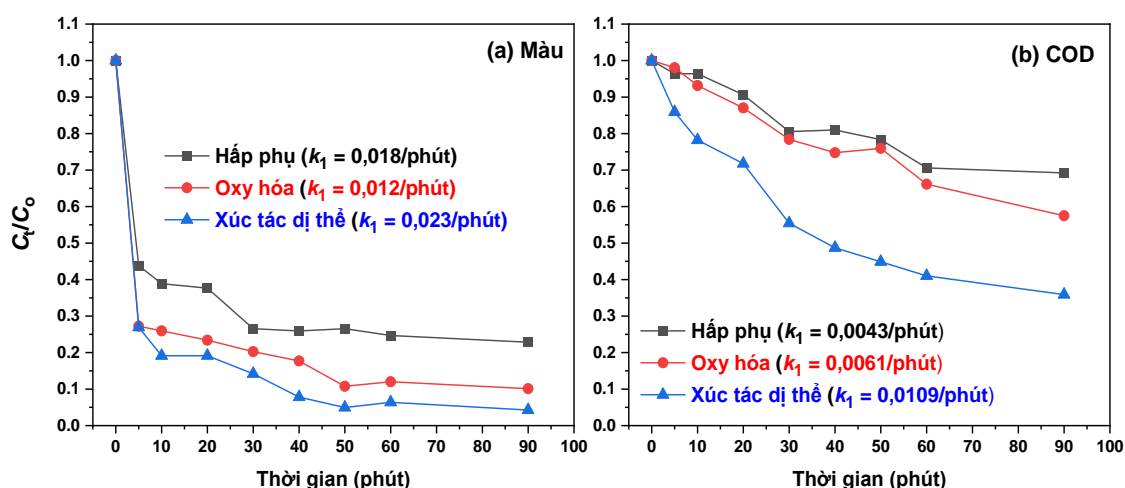 (a) Màu
C_t/C_o
1.1
1.0
0.9
0.8
0.7
0.6
0.5
0.4
0.3
0.2
0.1
0.0
Hấp phụ (k₁ = 0,018/phút)
Oxy hóa (k₁ = 0,012/phút)
Xúc tác dị thể (k₁ = 0,023/phút)
0 10 20 30 40 50 60 70 80 90 100
Thời gian (phút)
(b) COD
1.1
1.0
0.9
0.8
0.7
0.6
0.5
0.4
0.3
0.2
0.1
0.0
Hấp phụ (k₁ = 0,0043/phút)
Oxy hóa (k₁ = 0,0061/phút)
Xúc tác dị thể (k₁ = 0,0109/phút)
0 10 20 30 40 50 60 70 80 90 100
Thời gian (phút)